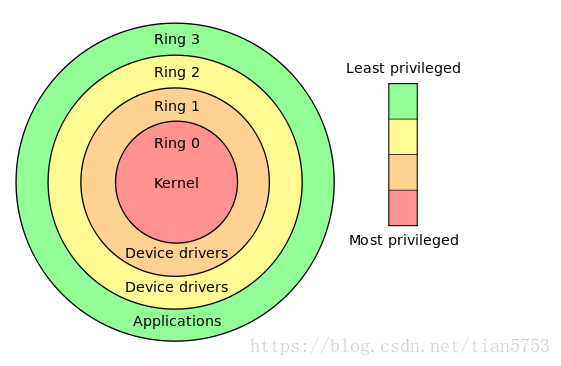 Ring 3
Ring 2
Ring 1
Ring 0
Kernel
Device drivers
Device drivers
Applications
Least privileged
Most privileged
https://blog.csdn.net/tian5753